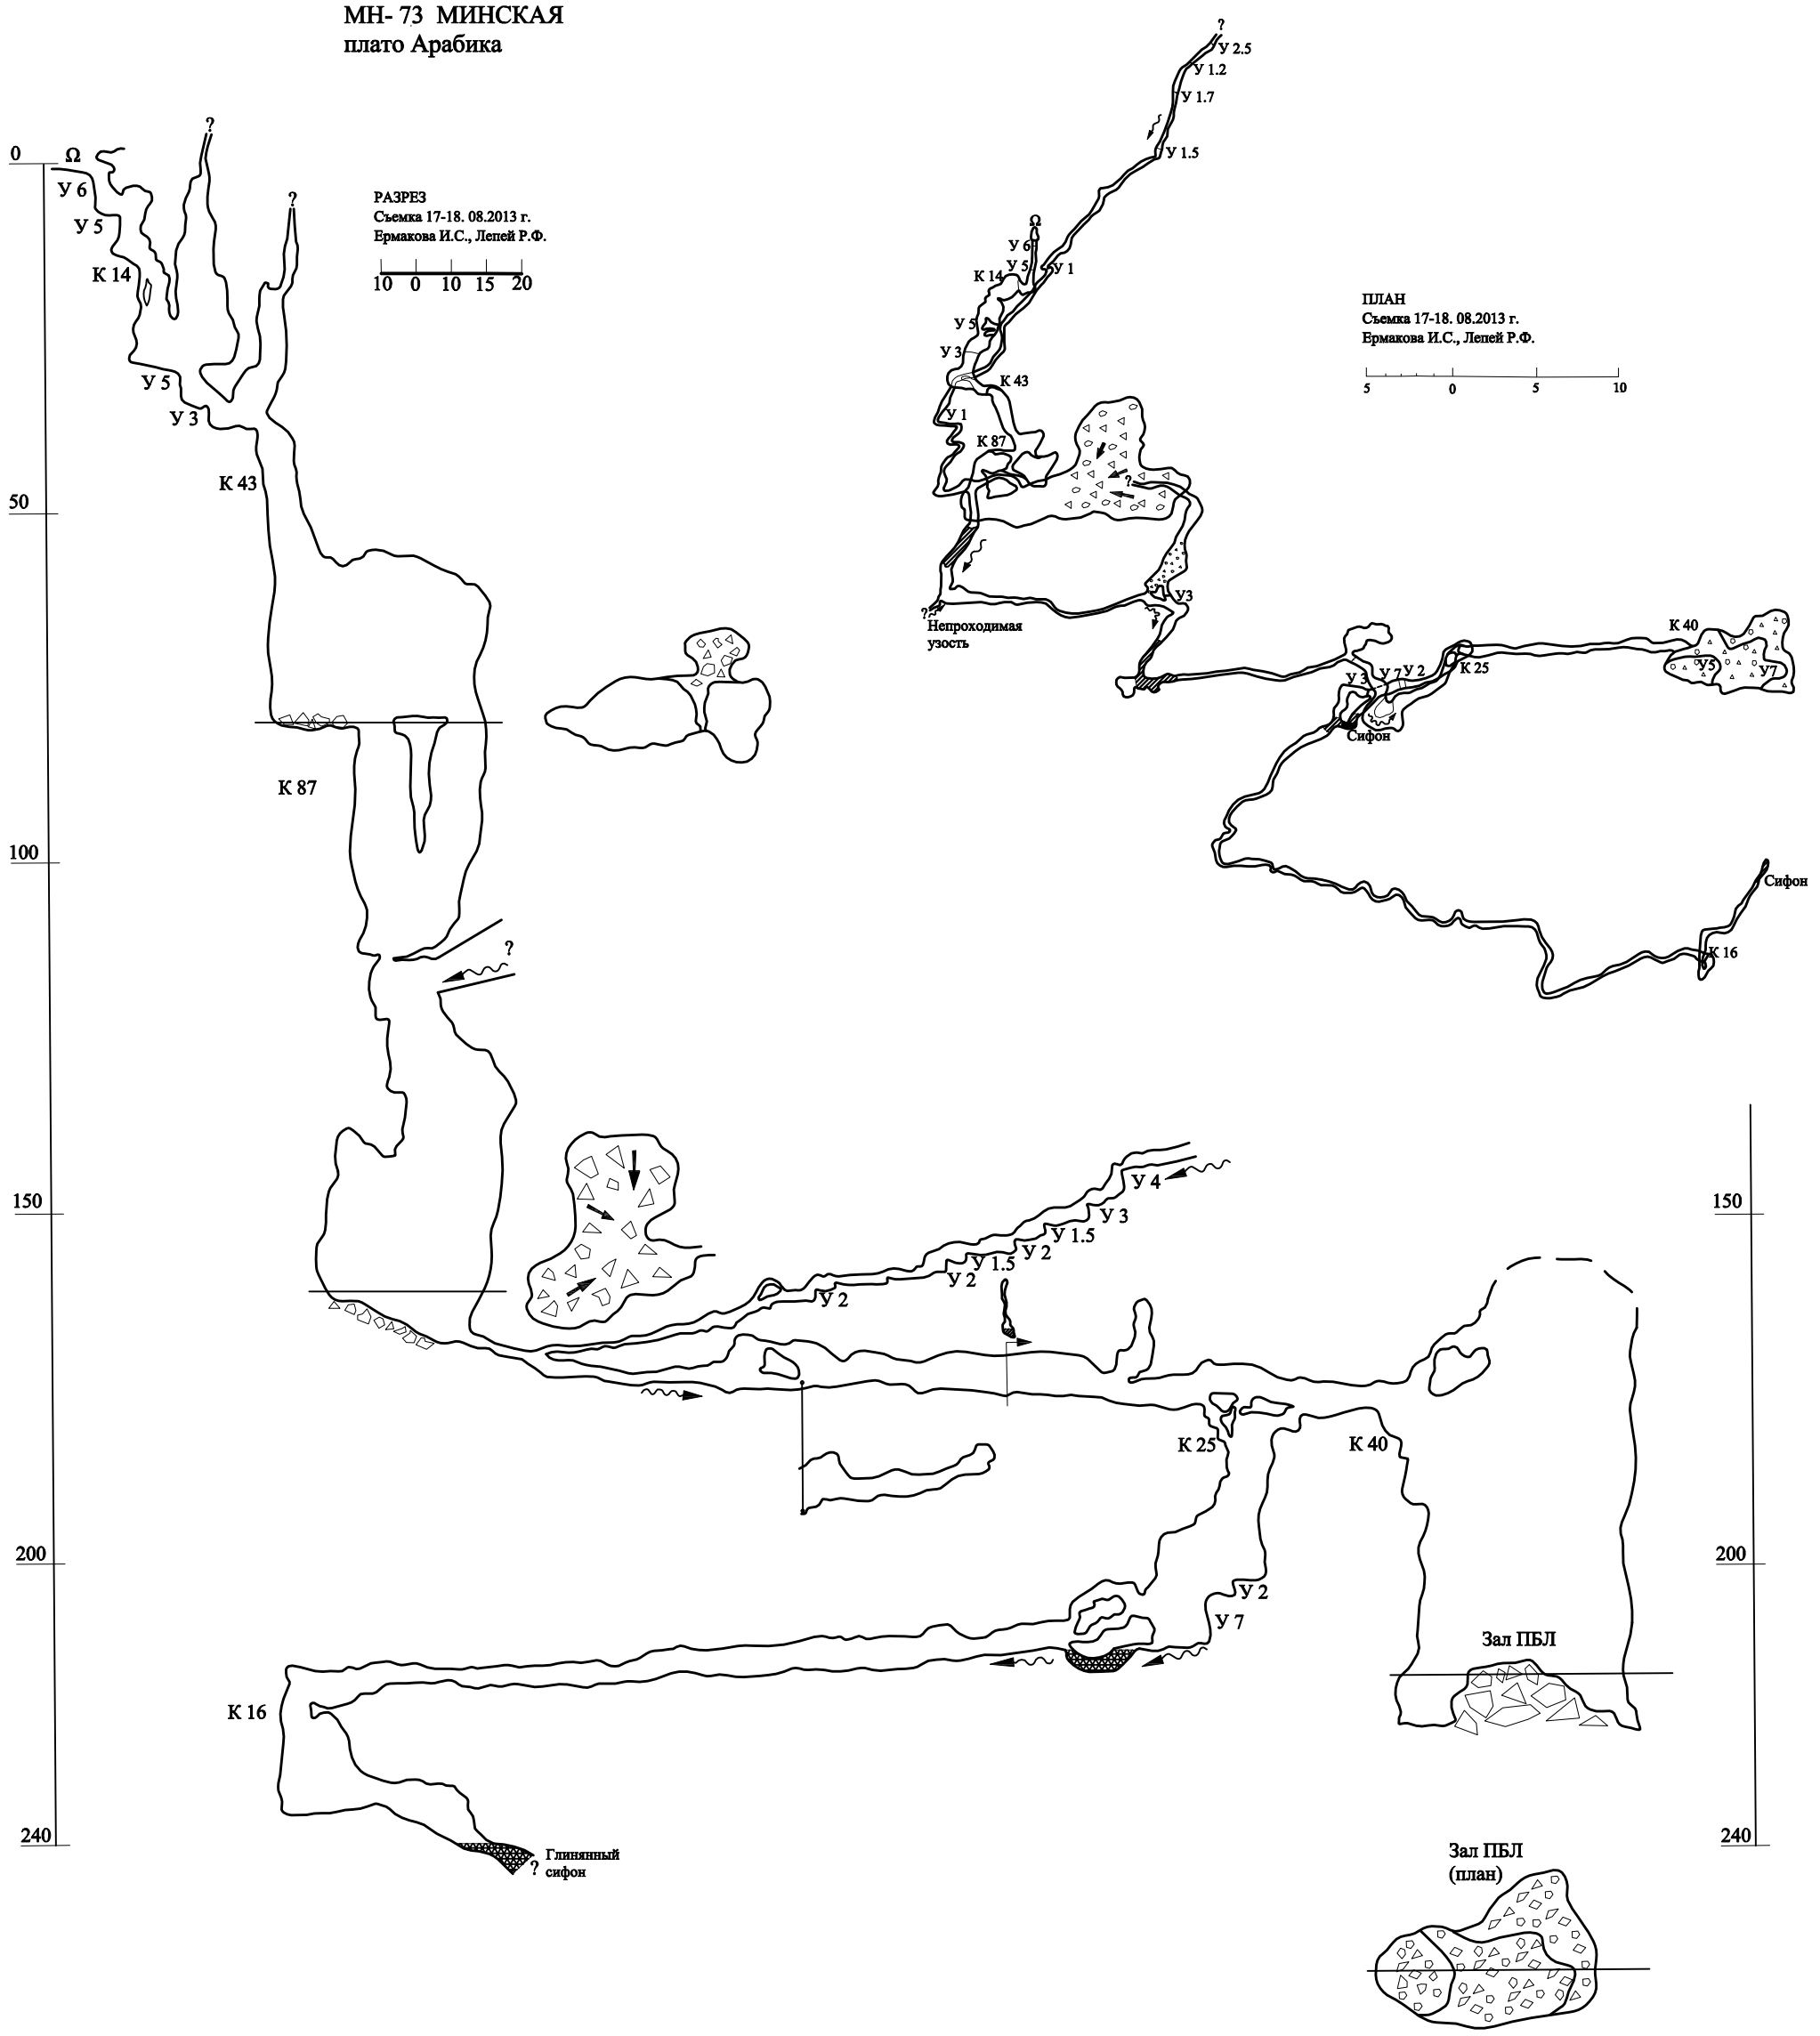 МН- 73 МИНСКАЯ
плато Арабика
РАЗРЕЗ
Съемка 17-18. 08.2013 г.
Ермакова И.С., Лепей Р.Ф.
10 0 10 15 20
0
Ω
?
?
У 6
У 5
К 14
У 5
У 3
К 43
50
К 87
100
?
150
У 4
У 3
У 1.5
У 2
У 1.5
У 2
У 2
К 25
К 40
200
У 2
У 7
К 16
240
Глинянный
сифон
?
150
200
Зал ПБЛ
240
Зал ПБЛ
(план)
ПЛАН
Съемка 17-18. 08.2013 г.
Ермакова И.С., Лепей Р.Ф.
5 0 5 10
?
У 2.5
У 1.2
У 1.7
У 1.5
Ω
У 6
У 5
У 1
К 14
У 5
У 3
К 43
У 1
К 87
?
У3
?
Непроходимая
узость
К 40
У5
У7
К 25
У 3
У 7
У 2
Сифон
Сифон
К 16